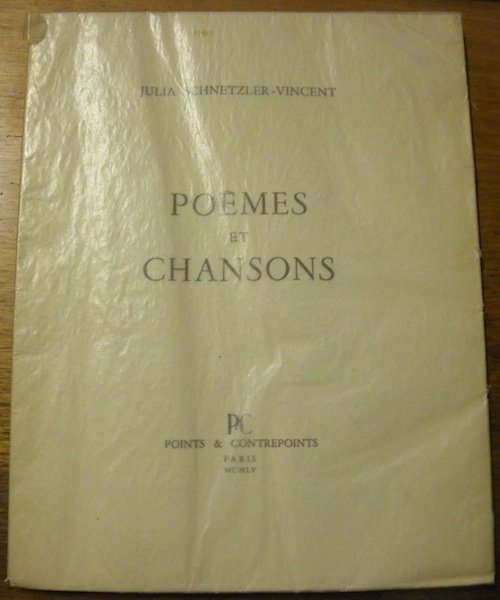 JULIA SCHNETZLER-VINCENT
POÈMES
ET
CHANSONS
PC
POINTS & CONTREPOINTS
PARIS
MCMLV